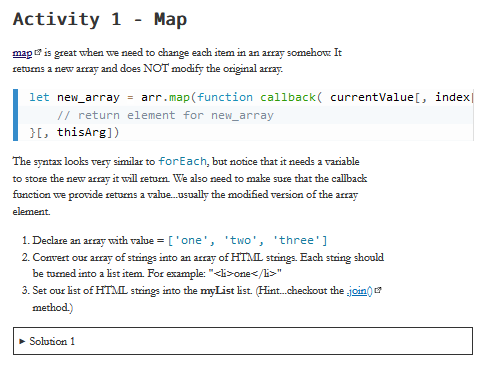 Activity 1 - Map
map is great when we need to change each item in an array somehow. It
returns a new array and does NOT modify the original array.
let new_array = arr.map(function callback( currentValue[, index[
// return element for new_array
}[, thisArg])
The syntax looks very similar to forEach, but notice that it needs a variable
to store the new array it will return. We also need to make sure that the callback
function we provide returns a value...usually the modified version of the array
element.
1. Declare an array with value = ['one', 'two', 'three']
2. Convert our array of strings into an array of HTML strings. Each string should
be turned into a list item. For example: "<li>one</li>"
3. Set our list of HTML strings into the myList list. (Hint...checkout the .join()
method.)
▸ Solution 1